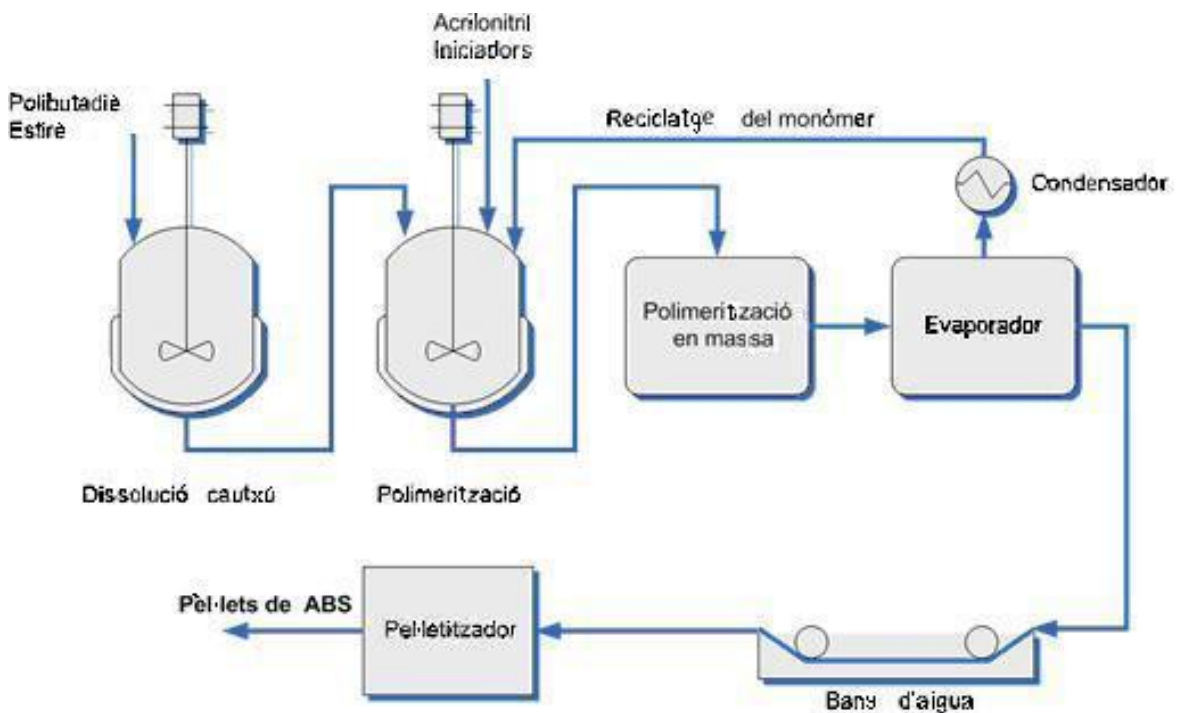 Acrilonitril
Iniciadors
Polibutadiè
Estirè
Reciclatge del monòmer
Condensador
Polimerització
en massa
Evaporador
Dissolució cautxú
Polimerització
Pèl·lets de ABS
Pel·letitzador
Bany d'aigua